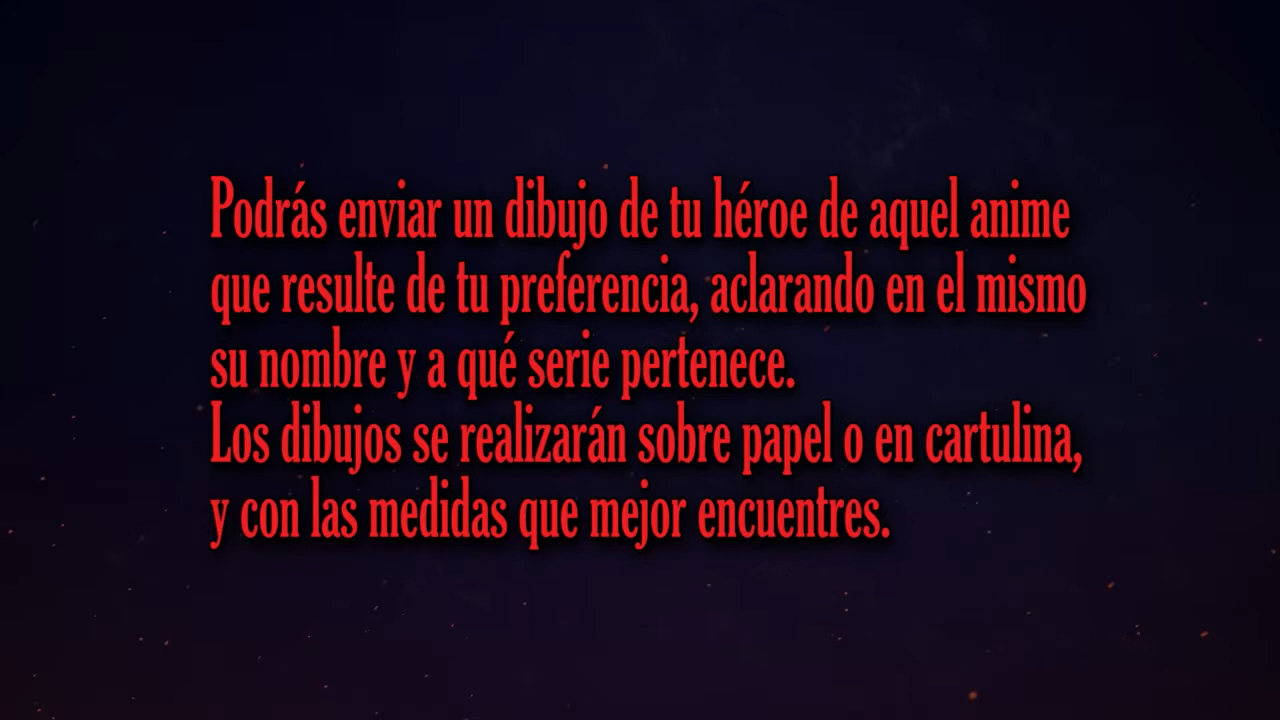 Podrás enviar un dibujo de tu héroe de aquel anime
que resulte de tu preferencia, aclarando en el mismo
su nombre y a qué serie pertenece.
Los dibujos se realizarán sobre papel o en cartulina,
y con las medidas que mejor encuentres.